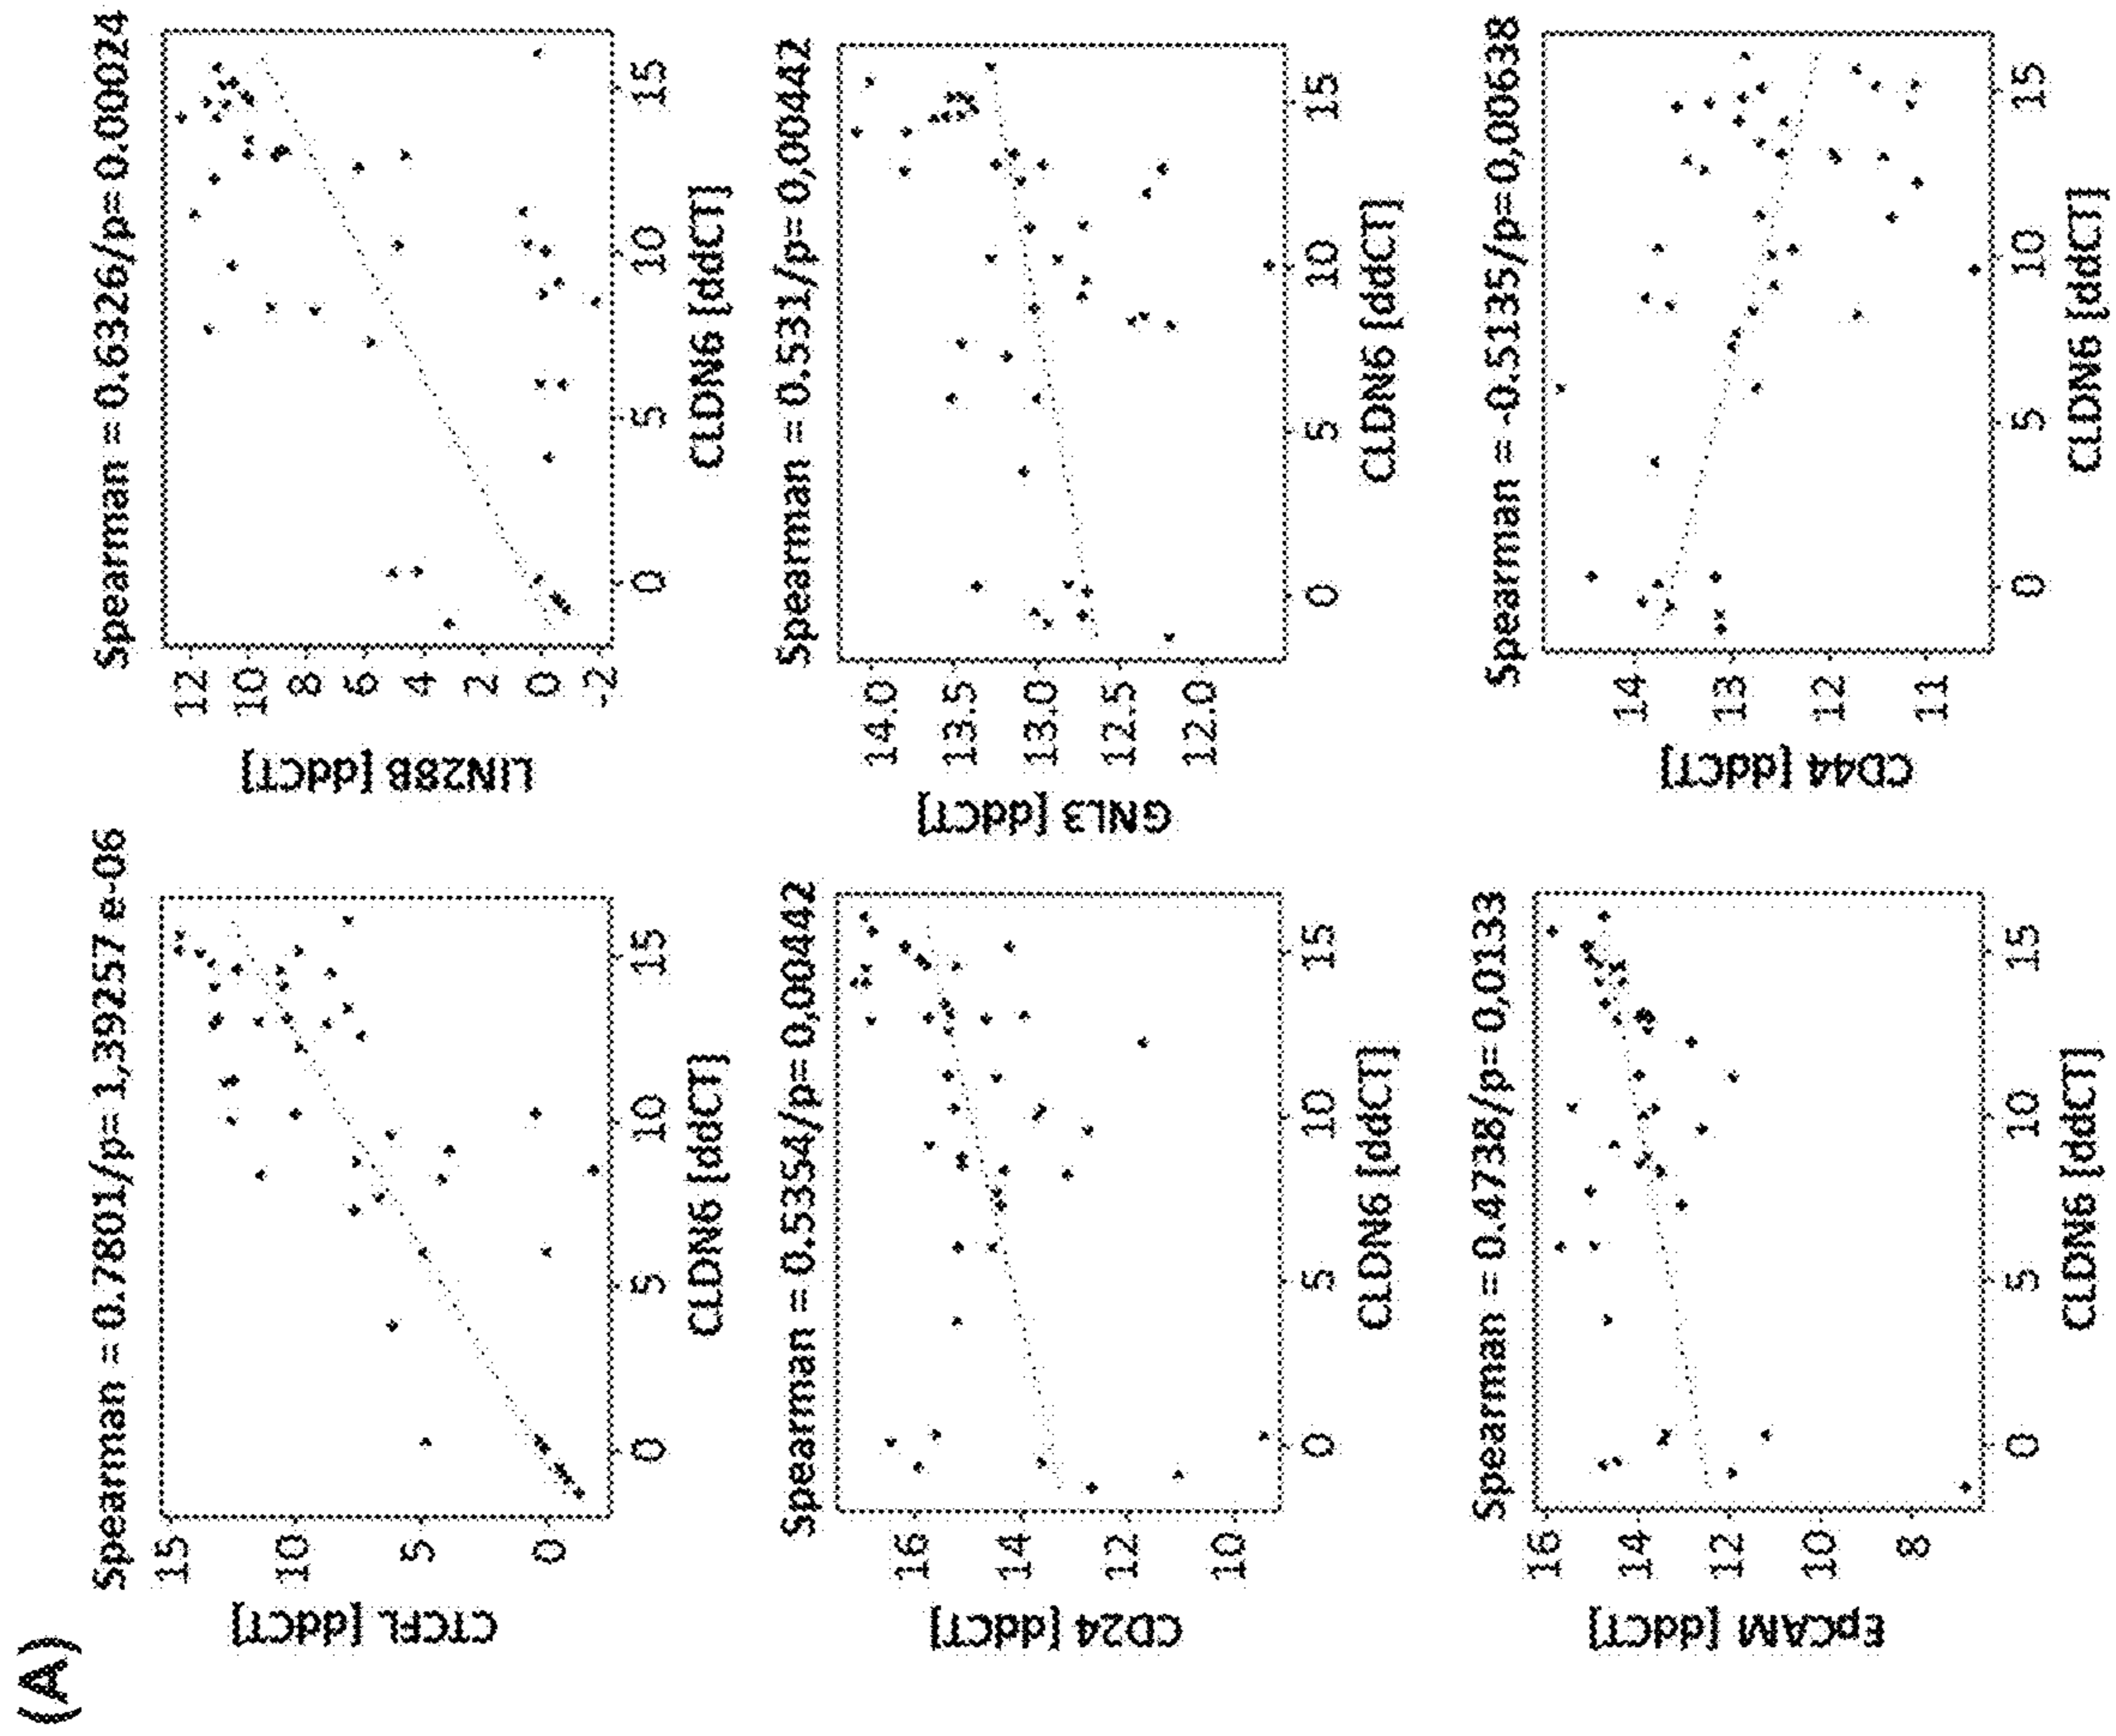 (A)
Spearman = 0.7801/p= 1,39257 e-06
CTCFL [ddCT]
15
10
5
0
0 5 10 15
CLDN6 [ddCT]
Spearman = 0.6326/p= 0.00024
LIN28B [ddCT]
12
10
8
6
4
2
0
-2
0 5 10 15
CLDN6 [ddCT]
Spearman = 0.5354/p= 0,00442
CD24 [ddCT]
16
14
12
10
0 5 10 15
CLDN6 [ddCT]
Spearman = 0.531/p= 0,00442
GNL3 [ddCT]
14.0
13.5
13.0
12.5
12.0
0 5 10 15
CLDN6 [ddCT]
Spearman = 0.4738/p= 0,0133
EpCAM [ddCT]
16
14
12
10
8
0 5 10 15
CLDN6 [ddCT]
Spearman = -0.5135/p= 0,00638
CD44 [ddCT]
14
13
12
11
0 5 10 15
CLDN6 [ddCT]